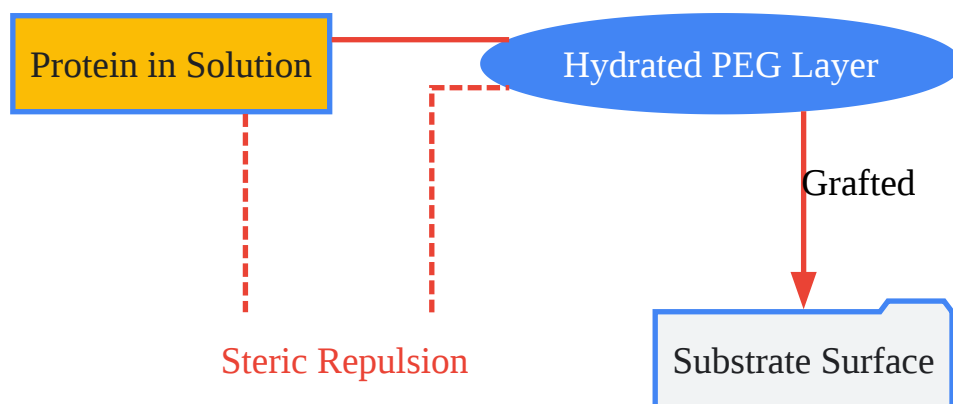 Protein in Solution
Hydrated PEG Layer
Grafted
Steric Repulsion
Substrate Surface